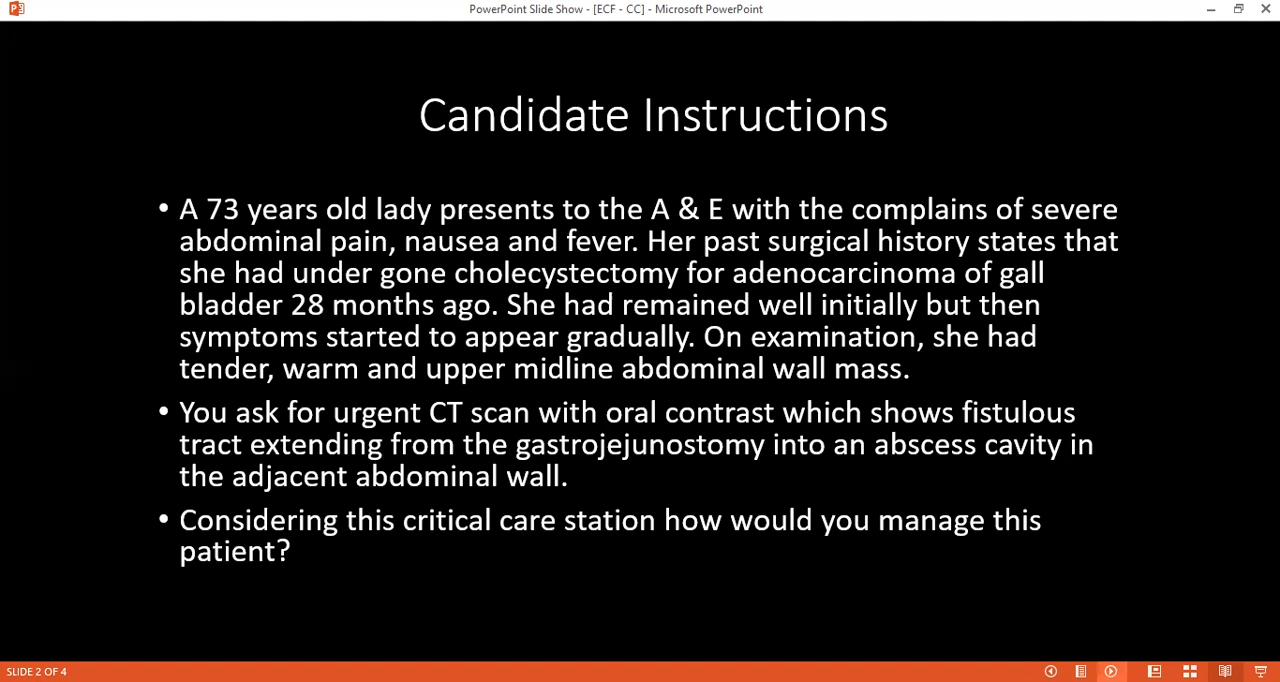 PowerPoint Slide Show - [ECF - CC] - Microsoft PowerPoint
Candidate Instructions
• A 73 years old lady presents to the A & E with the complains of severe
abdominal pain, nausea and fever. Her past surgical history states that
she had under gone cholecystectomy for adenocarcinoma of gall
bladder 28 months ago. She had remained well initially but then
symptoms started to appear gradually. On examination, she had
tender, warm and upper midline abdominal wall mass.
• You ask for urgent CT scan with oral contrast which shows fistulous
tract extending from the gastrojejunostomy into an abscess cavity in
the adjacent abdominal wall.
• Considering this critical care station how would you manage this
patient?
SLIDE 2 OF 4